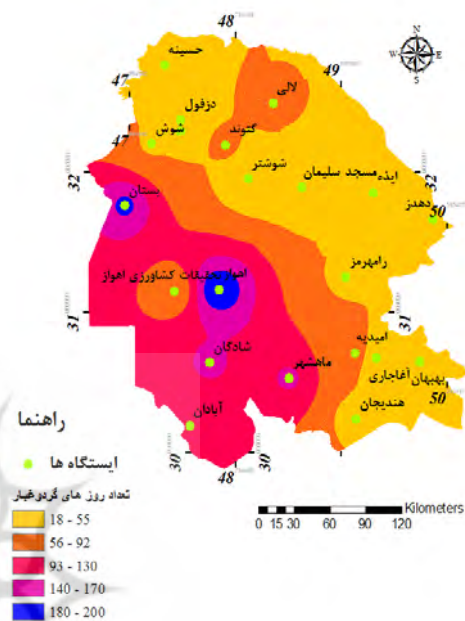 48
N
W E
S
حسینه
49
47
لالی
دزفول
47
شوش
گتوند
32
شوشتر
مسجد سلیمان
ایذه
32
50
بستان
دهدز
رامهرمز
اهواز
تحقیقات کشاورزی اهواز
31
31
امیدیه
شادگان
ماهشهر
آغاجاری
بهبهان
50
هندیجان
آبادان
30
48
30
راهنما
ایستگاه ها
تعداد روز های گردوغبار
18 - 55
56 - 92
93 - 130
140 - 170
180 - 200
Kilometers
0 15 30 60 90 120